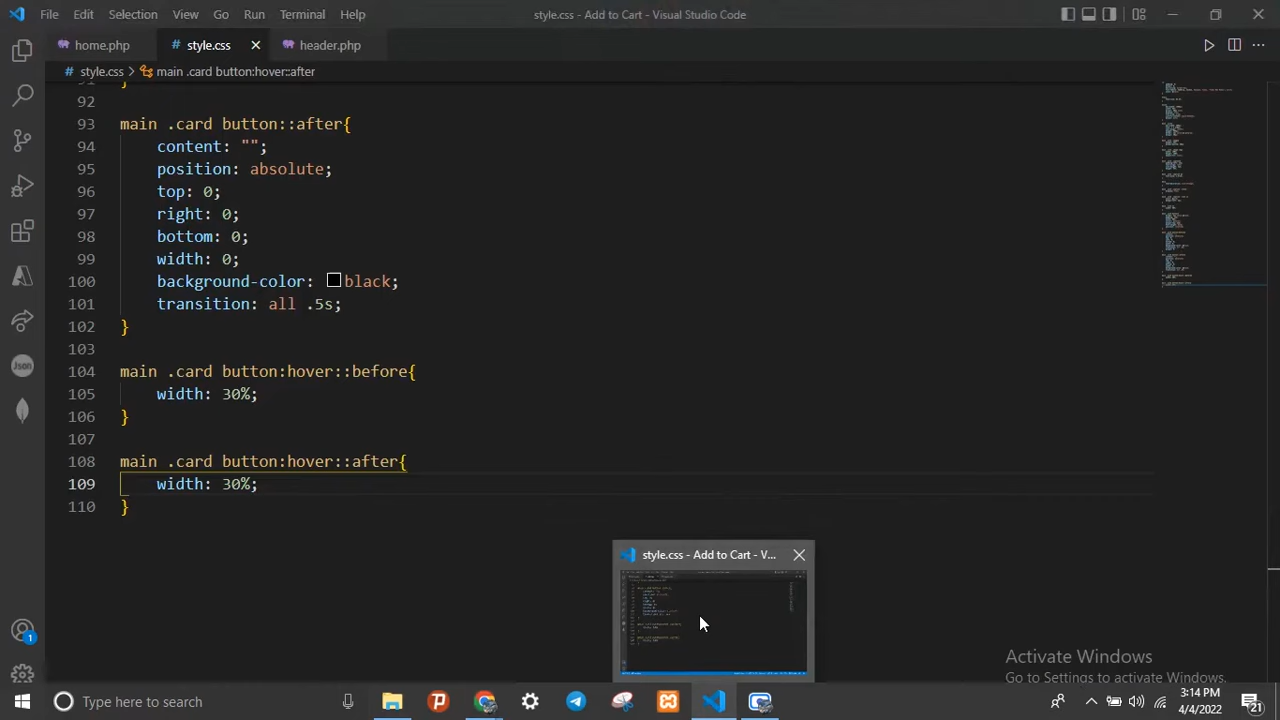 File Edit Selection View Go Run Terminal Help style.css - Add to Cart - Visual Studio Code
home.php # style.css header.php
# style.css > main .card button:hover::after
91 }
92
93 main .card button::after{
94 content: "";
95 position: absolute;
96 top: 0;
97 right: 0;
98 bottom: 0;
99 width: 0;
100 background-color: black;
101 transition: all .5s;
102 }
103
104 main .card button:hover::before{
105 width: 30%;
106 }
107
108 main .card button:hover::after{
109 width: 30%;
110 }
style.css - Add to Cart - V...
Json
1
Activate Windows
Go to Settings to activate Windows.
Type here to search
3:14 PM
4/4/2022
21